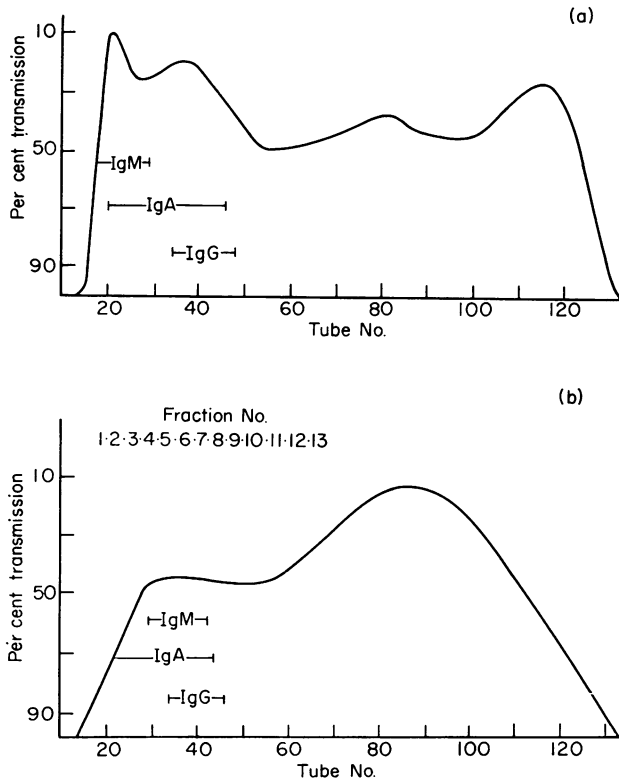 (a)
Per cent transmission
10
50
90
IgM
IgA
IgG
20 40 60 80 100 120
Tube No.
(b)
Fraction No.
1·2·3·4·5·6·7·8·9·10·11·12·13
Per cent transmission
10
50
90
IgM
IgA
IgG
20 40 60 80 100 120
Tube No.